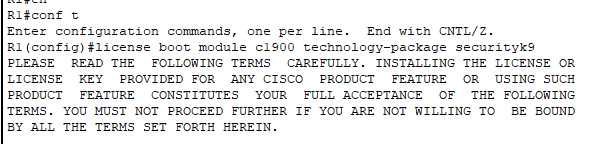 R1#conf t
Enter configuration commands, one per line.  End with CNTL/Z.
R1(config)#license boot module c1900 technology-package securityk9
PLEASE  READ THE  FOLLOWING TERMS  CAREFULLY. INSTALLING THE LICENSE OR
LICENSE  KEY  PROVIDED FOR  ANY CISCO  PRODUCT  FEATURE  OR  USING SUCH
PRODUCT  FEATURE  CONSTITUTES  YOUR  FULL ACCEPTANCE  OF  THE FOLLOWING
TERMS. YOU MUST NOT PROCEED FURTHER IF YOU ARE NOT WILLING TO  BE BOUND
BY ALL THE TERMS SET FORTH HEREIN.